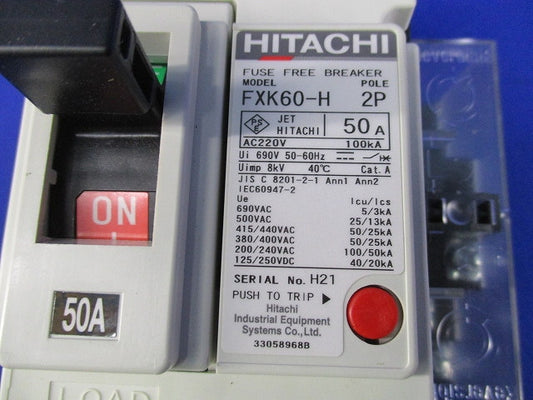 HITACHI
FUSE FREE BREAKER
MODEL POLE
FXK60-H 2P
PS E JET HITACHI 50 A
AC220V 100kA
Ui 690V 50-60Hz
Uimp 8kV 40℃ Cat. A
JIS C 8201-2-1 Ann1 Ann2
IEC60947-2
Ue Icu/Ics
690VAC 5/3kA
500VAC 25/13kA
415/440VAC 50/25kA
380/400VAC 50/25kA
200/240VAC 100/50kA
125/250VDC 40/20kA
SERIAL No. H21
PUSH TO TRIP
Hitachi
Industrial Equipment
Systems Co.,Ltd.
33058968B
ON
50A
LOAD